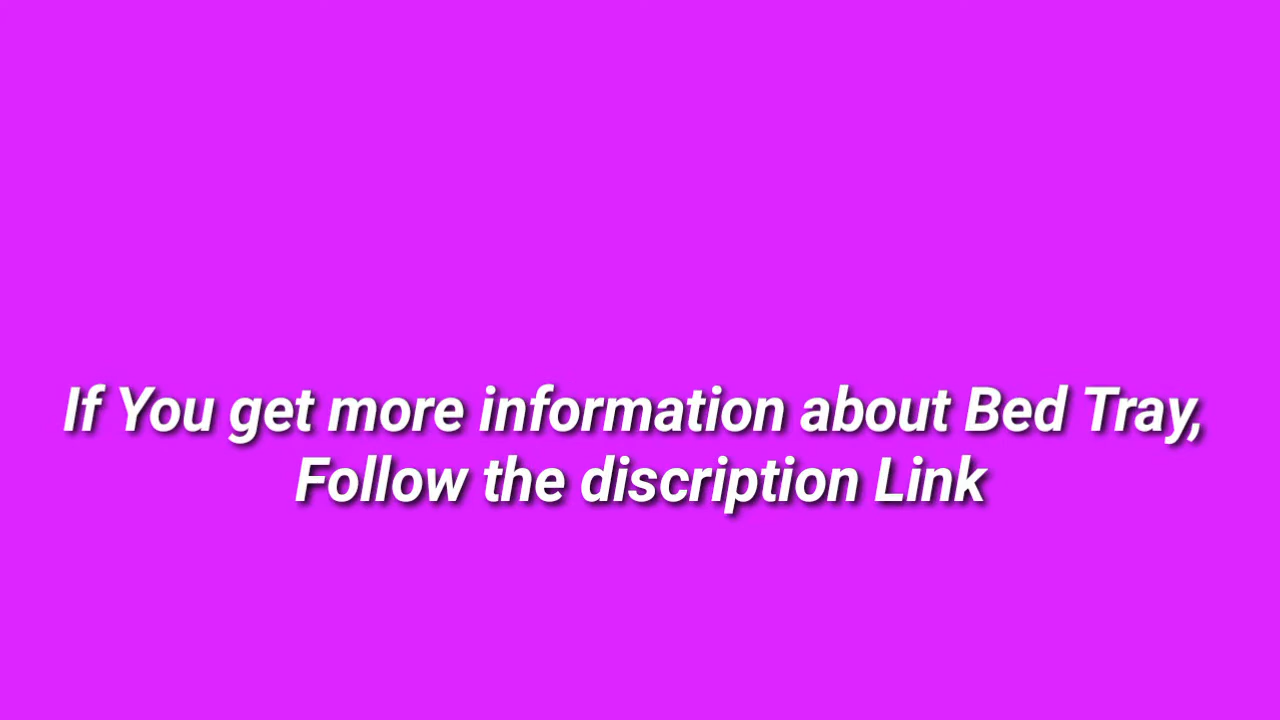 If You get more information about Bed Tray,
Follow the discription Link